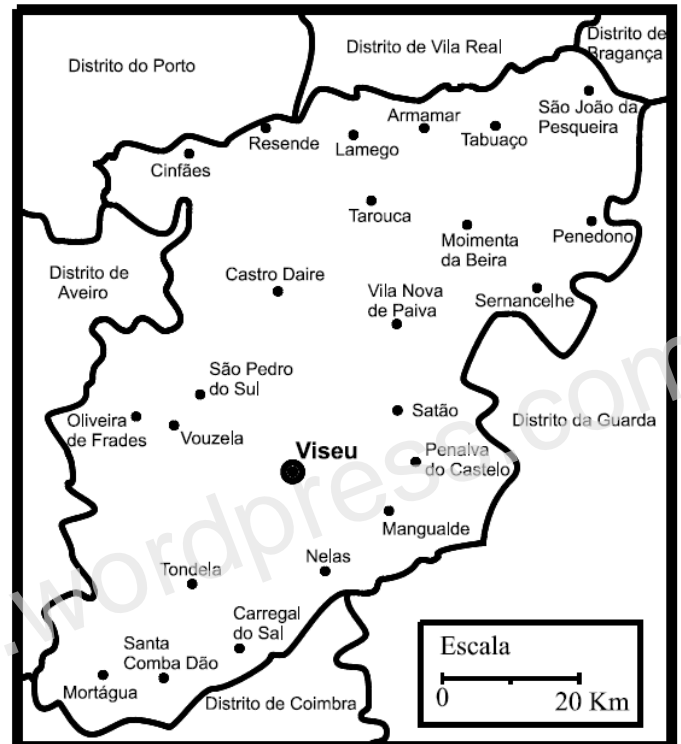 Distrito do Porto
Distrito de Vila Real
Distrito de
Bragança
Resende
Cinfães
Lamego
Armamar
Tabuaço
São João da
Pesqueira
Tarouca
Moimenta
da Beira
Penedono
Distrito de
Aveiro
Castro Daire
Vila Nova
de Paiva
Sernancelhe
São Pedro
do Sul
Oliveira
de Frades
Vouzela
Satão
Distrito da Guarda
Viseu
Penalva
do Castelo
Mangualde
Tondela
Nelas
Carregal
do Sal
Santa
Comba Dão
Mortágua
Distrito de Coimbra
Escala
0 20 Km
.wordpress.com